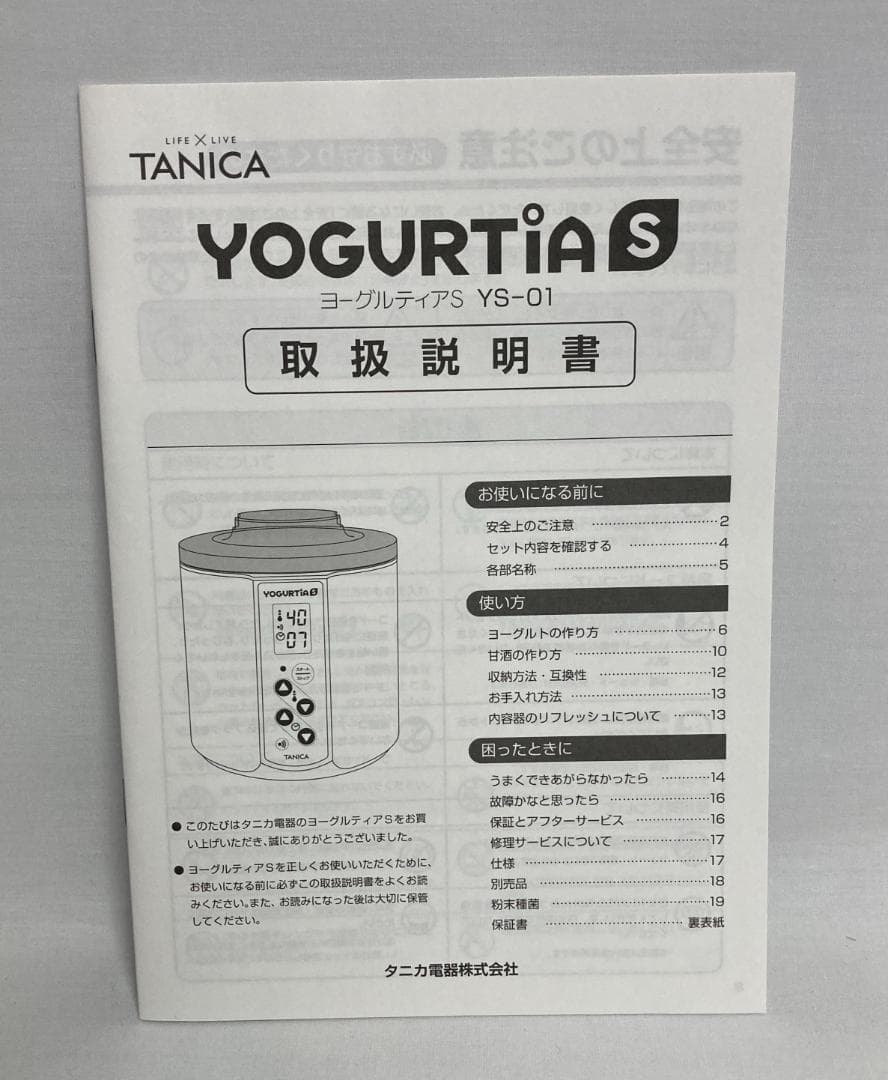 LIFE×LIVE
TANICA
YOGURTiA S
ヨーグルティアS YS-01
取扱説明書
お使いになる前に
安全上のご注意 ……………………………2
セット内容を確認する ……………………4
各部名称 ……………………………………5
使い方
ヨーグルトの作り方 ………………………6
甘酒の作り方 ………………………………10
収納方法・互換性 …………………………12
お手入れ方法 ………………………………13
内容器のリフレッシュについて ………13
困ったときに
うまくできあがらなかったら …………14
故障かなと思ったら ………………………16
保証とアフターサービス …………………16
修理サービスについて ……………………17
仕様 …………………………………………17
別売品 ………………………………………18
粉末種菌 ……………………………………19
保証書 ……………………………… 裏表紙
YOGURTiA S
40
07
スタート
ストップ
TANICA
● このたびはタニカ電器のヨーグルティアSをお買
い上げいただき、誠にありがとうございました。
● ヨーグルティアSを正しくお使いいただくために、
お使いになる前に必ずこの取扱説明書をよくお読
みください。また、お読みになった後は大切に保管
してください。
タニカ電器株式会社
安全上のご注意